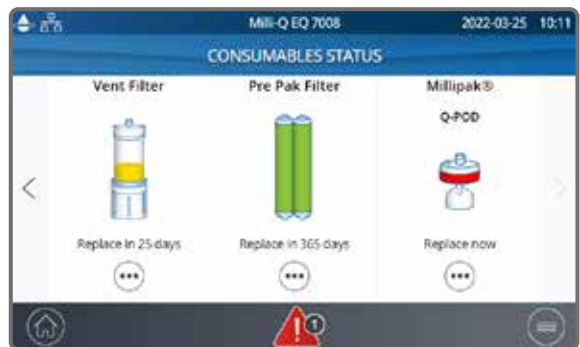 Milli-Q EQ 7008 2022-03-25 10:11
CONSUMABLES STATUS
Vent Filter Pre Pak Filter Millipak®
Q-POD
Replace in 25 days Replace in 365 days Replace now
1